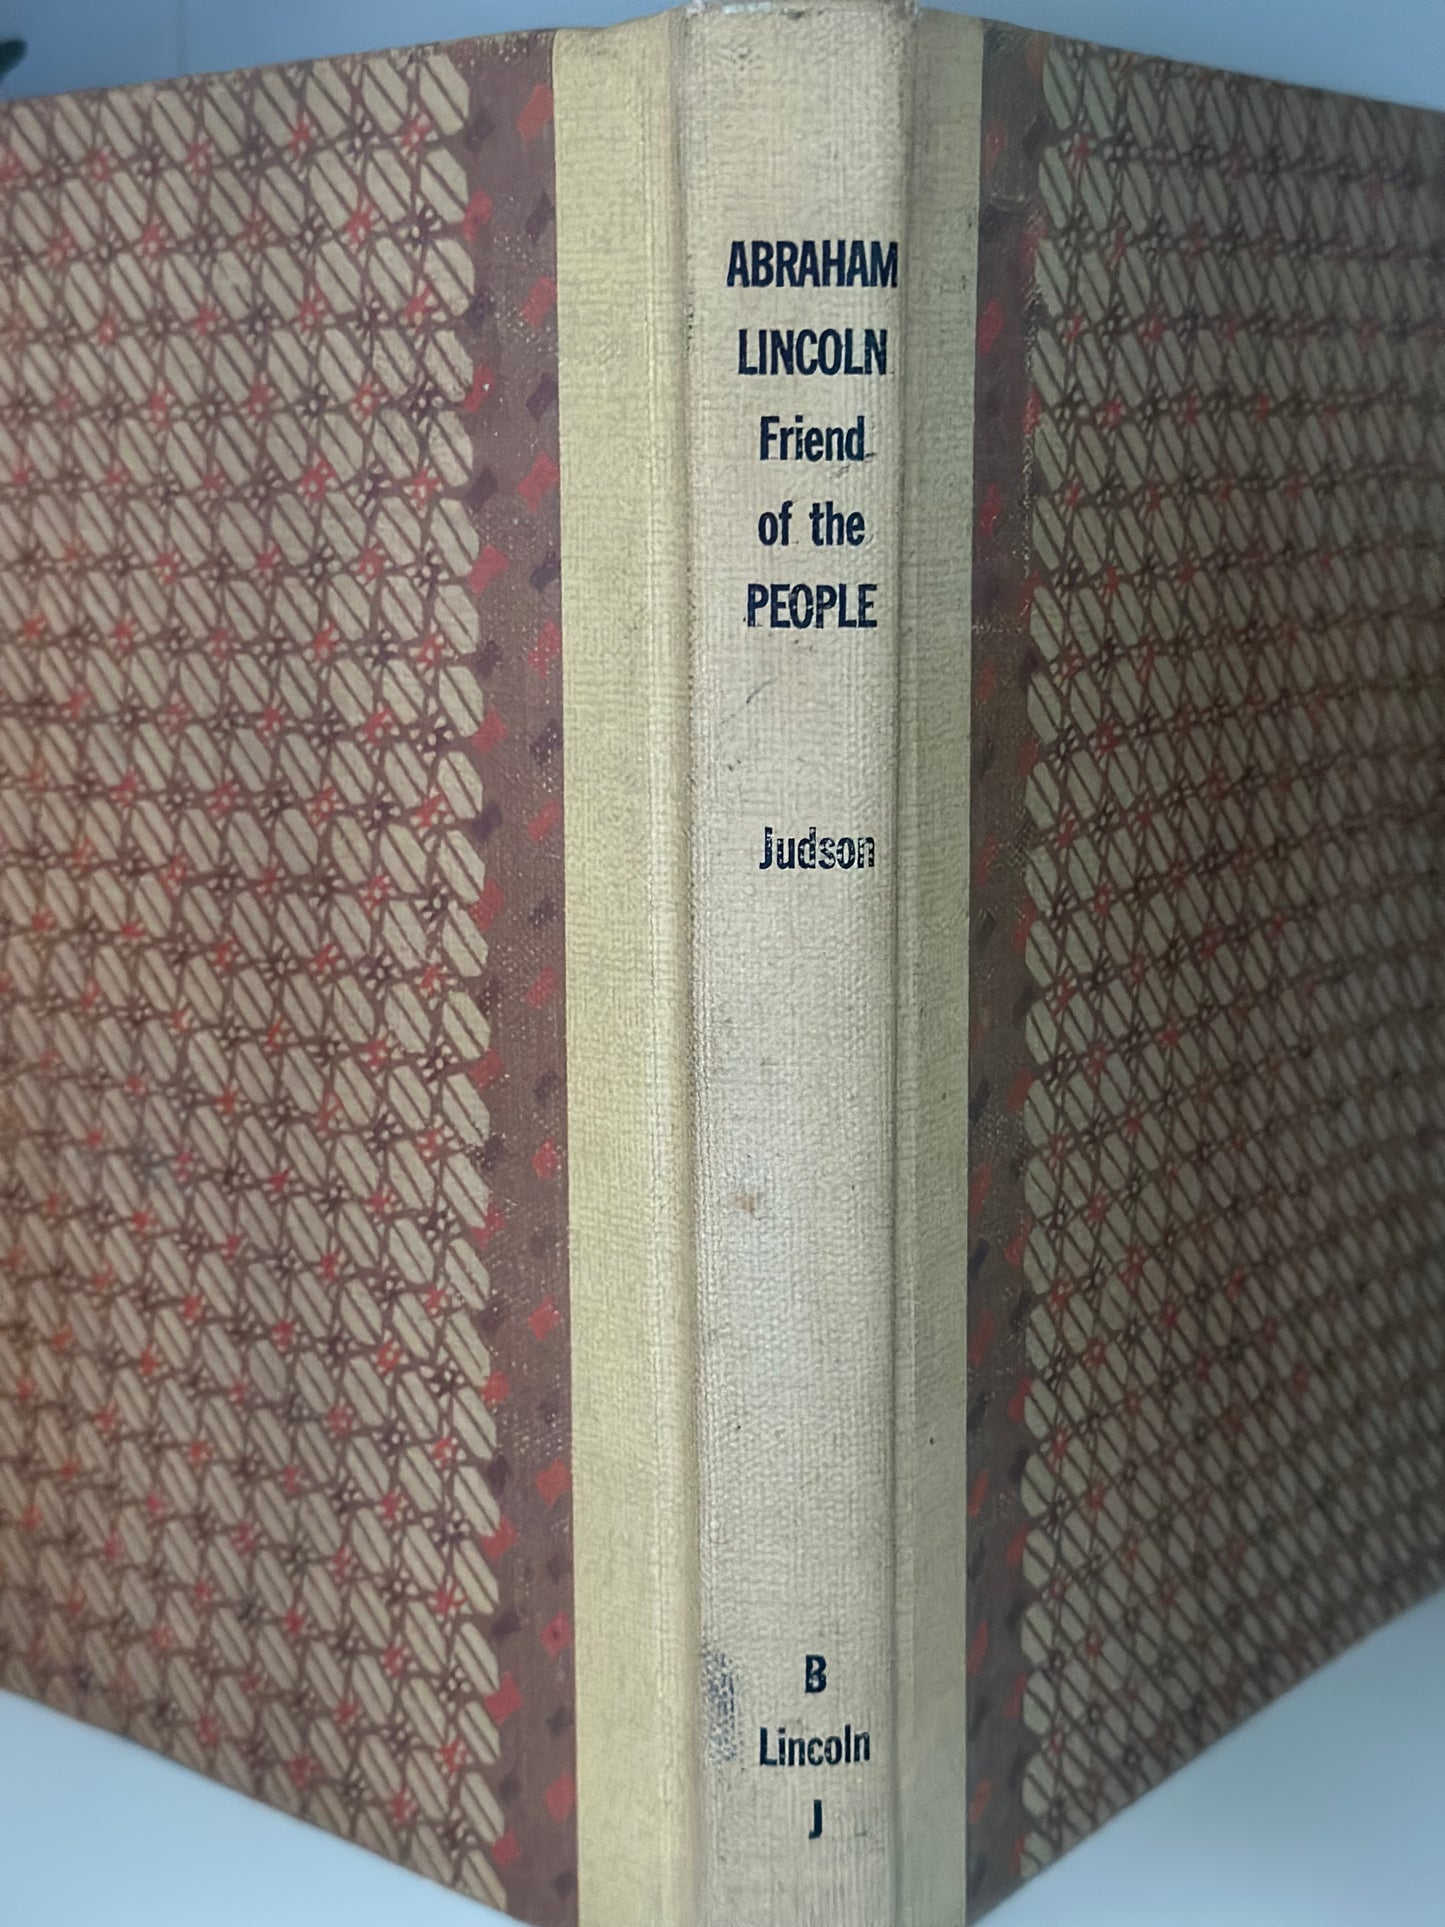 ABRAHAM
LINCOLN
Friend
of the
PEOPLE
Judson
B
Lincoln
J